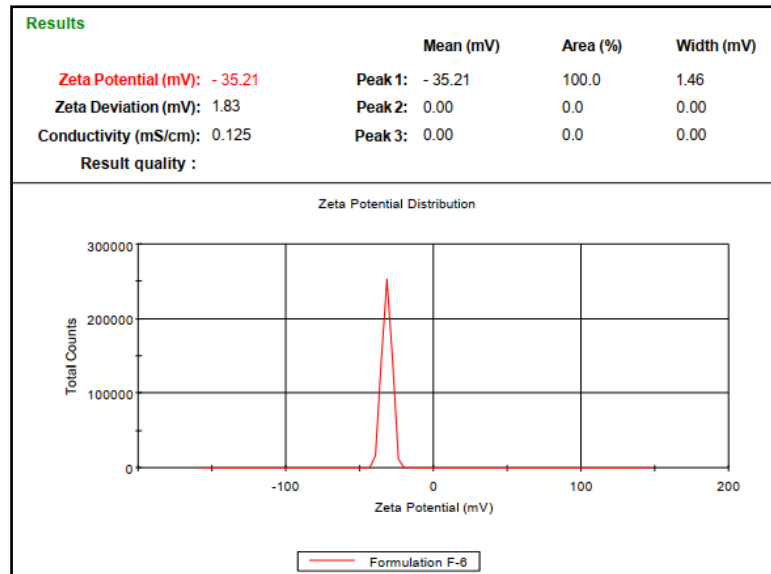 Results
Mean (mV) Area (%) Width (mV)
Zeta Potential (mV): - 35.21 Peak 1: - 35.21 100.0 1.46
Zeta Deviation (mV): 1.83 Peak 2: 0.00 0.0 0.00
Conductivity (mS/cm): 0.125 Peak 3: 0.00 0.0 0.00
Result quality :
Zeta Potential Distribution
300000
200000
100000
0
Total Counts
-100 0 100 200
Zeta Potential (mV)
Formulation F-6